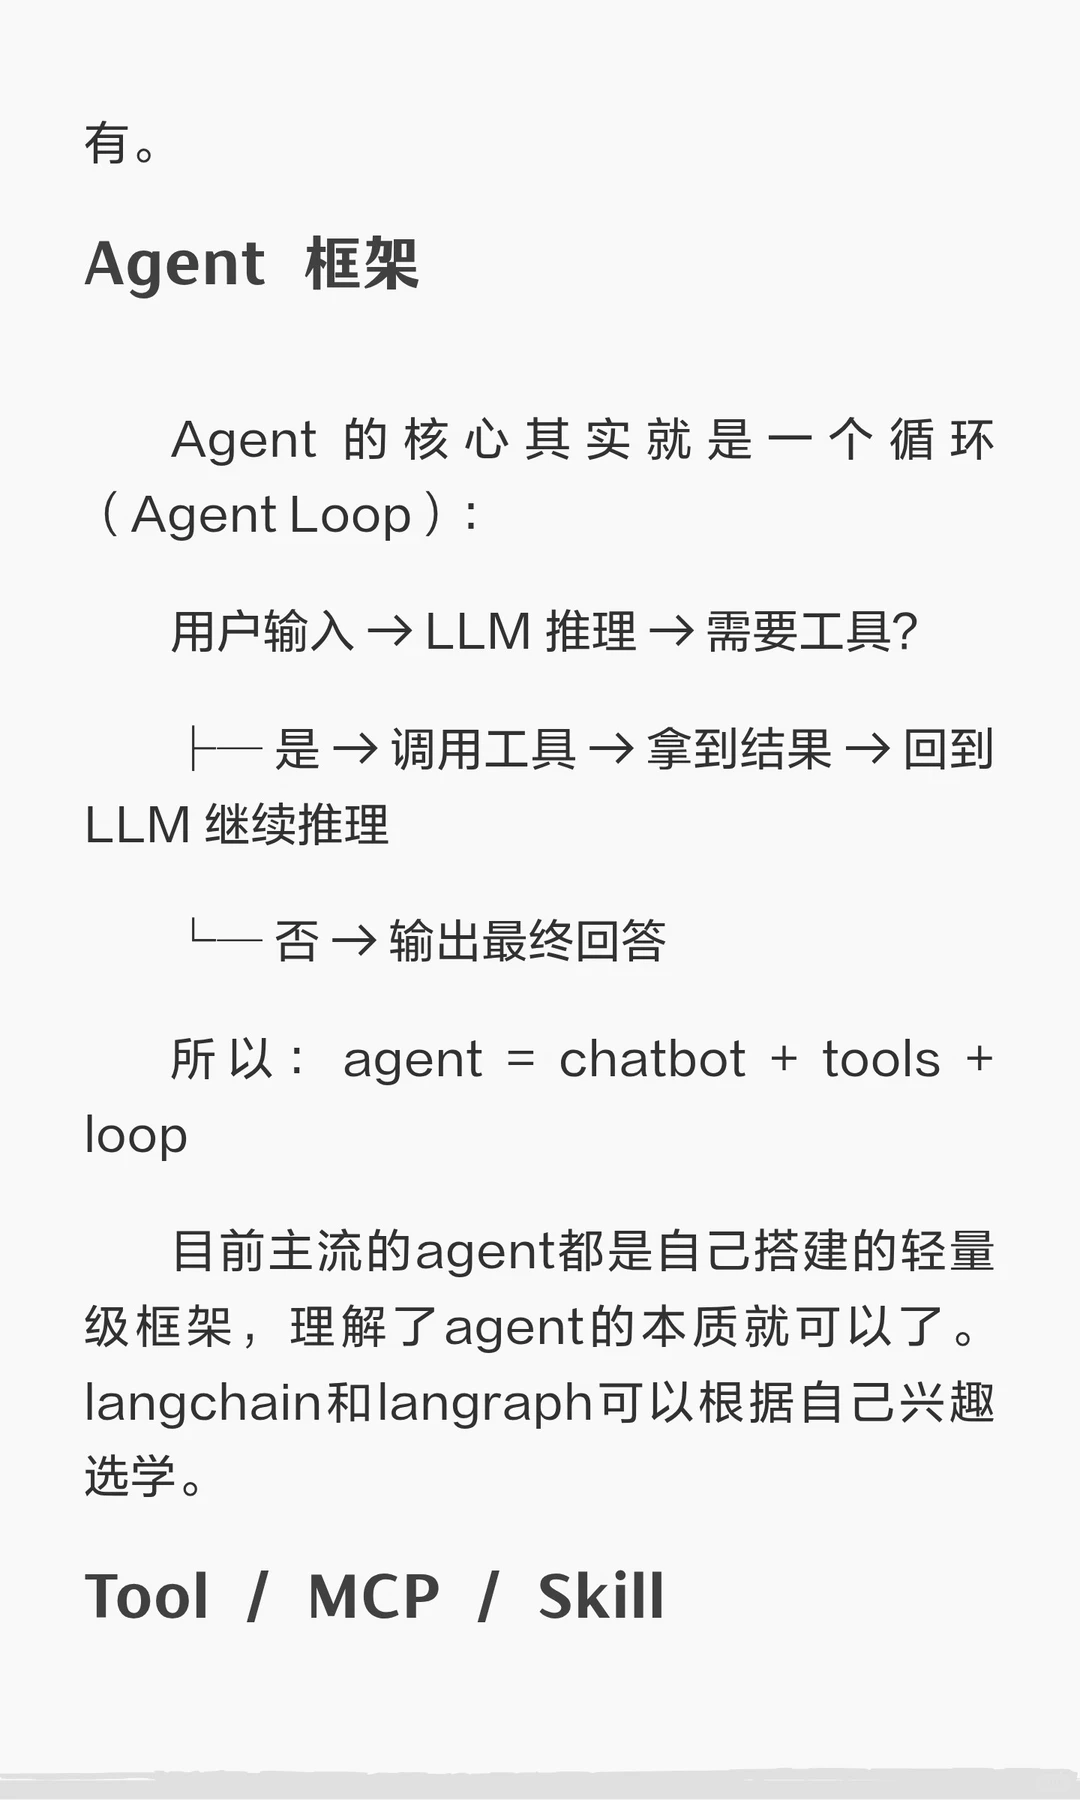 有。
Agent 框架
Agent 的核心其实就是一个循环
（Agent Loop）：
用户输入 → LLM 推理 → 需要工具？
├─ 是 → 调用工具 → 拿到结果 → 回到
LLM 继续推理
└─ 否 → 输出最终回答
所以： agent = chatbot + tools +
loop
目前主流的agent都是自己搭建的轻量
级框架，理解了agent的本质就可以了。
langchain和langraph可以根据自己兴趣
选学。
Tool / MCP / Skill